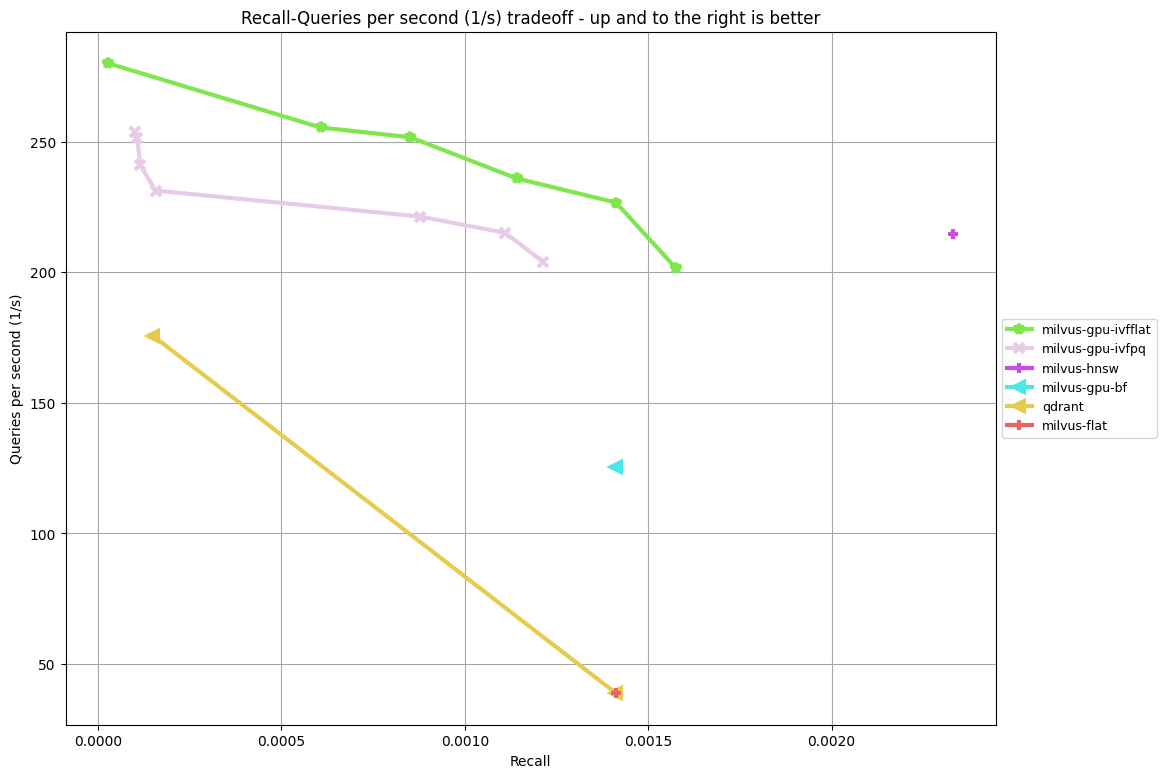 Recall-Queries per second (1/s) tradeoff - up and to the right is better
Queries per second (1/s)
250
200
150
100
50
0.0000
0.0005
0.0010
0.0015
0.0020
Recall
milvus-gpu-ivfflat
milvus-gpu-ivfpq
milvus-hnsw
milvus-gpu-bf
qdrant
milvus-flat